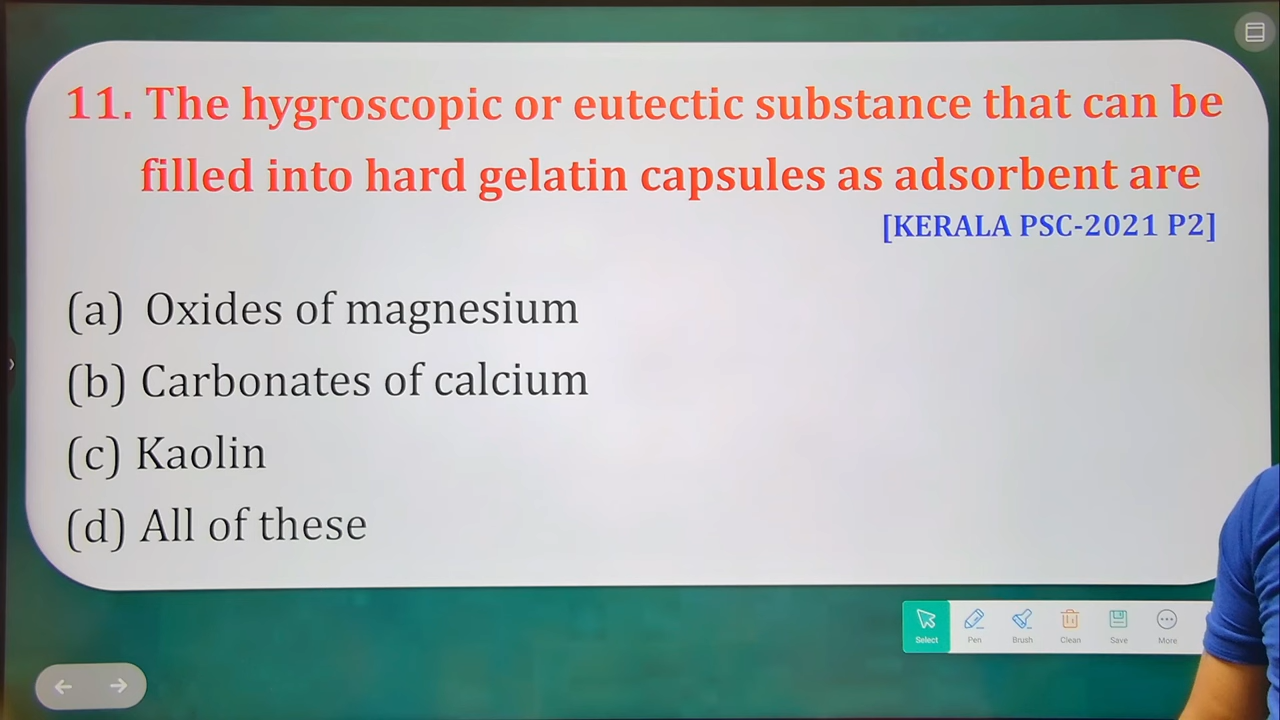 11. The hygroscopic or eutectic substance that can be
filled into hard gelatin capsules as adsorbent are
[KERALA PSC-2021 P2]
(a) Oxides of magnesium
(b) Carbonates of calcium
(c) Kaolin
(d) All of these
Select Pen Brush Clean Save More